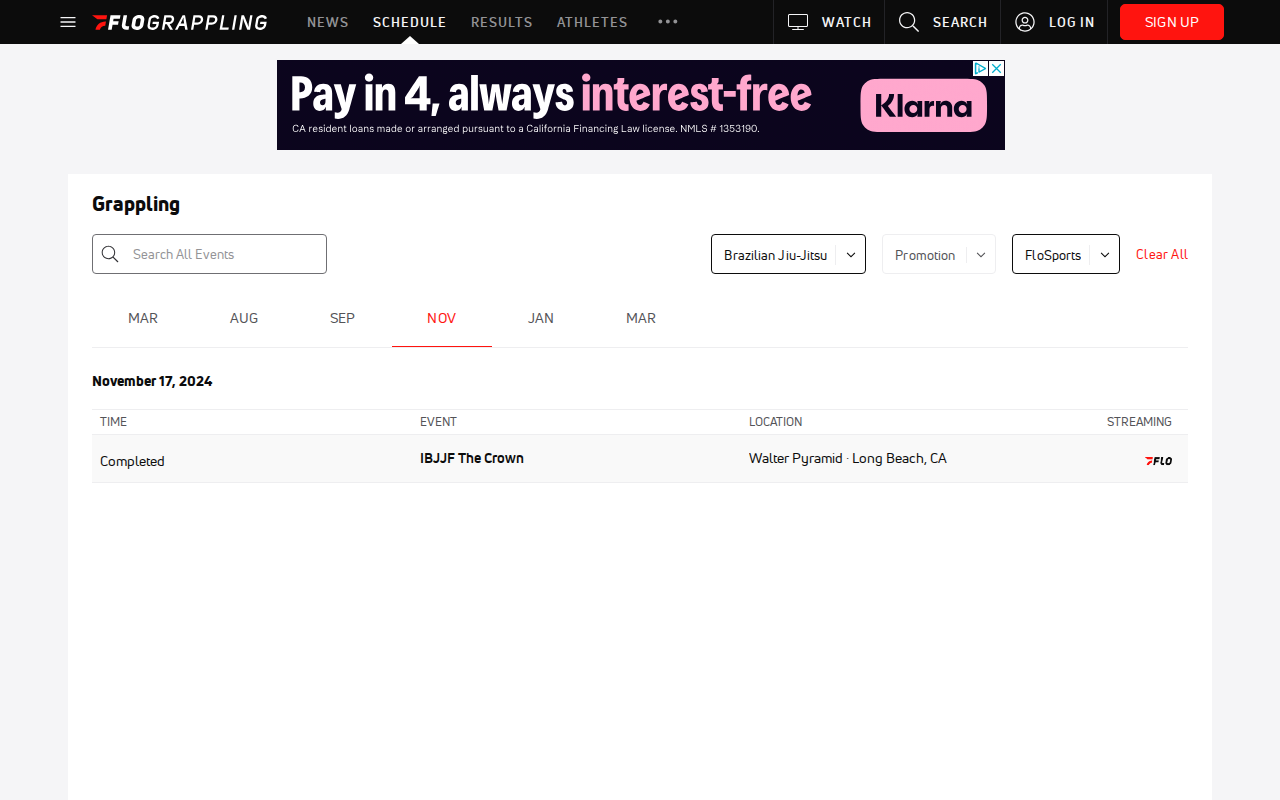 FLOGRAPPLING NEWS SCHEDULE RESULTS ATHLETES WATCH SEARCH LOG IN SIGN UP
Pay in 4, always interest-free
CA resident loans made or arranged pursuant to a California Financing Law license. NMLS # 1353190.
Klarna
Grappling
Search All Events Brazilian Jiu-Jitsu Promotion FloSports Clear All
MAR AUG SEP NOV JAN MAR
November 17, 2024
TIME EVENT LOCATION STREAMING
Completed IBJJF The Crown Walter Pyramid · Long Beach, CA FLO